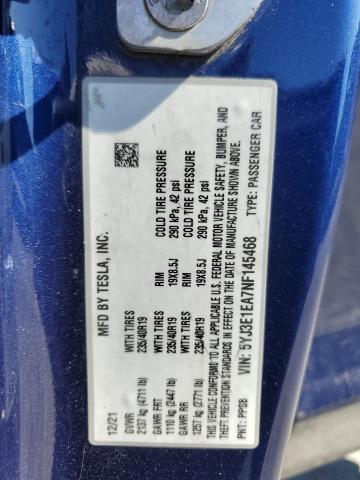 MFD BY TESLA, INC.
12/21
GVWR WITH TIRES RIM COLD TIRE PRESSURE
2137 kg (4711 lb) 235/40R19 19X8.5J 290 kPa, 42 psi
GAWR FRT WITH TIRES RIM COLD TIRE PRESSURE
1110 kg (2447 lb) 235/40R19 19X8.5J 290 kPa, 42 psi
GAWR RR
1257 kg (2771 lb)
THIS VEHICLE CONFORMS TO ALL APPLICABLE U.S. FEDERAL MOTOR VEHICLE SAFETY, BUMPER, AND
THEFT PREVENTION STANDARDS IN EFFECT ON THE DATE OF MANUFACTURE SHOWN ABOVE.
PNT: PPSB VIN: 5YJ3E1EA7NF145468 TYPE: PASSENGER CAR